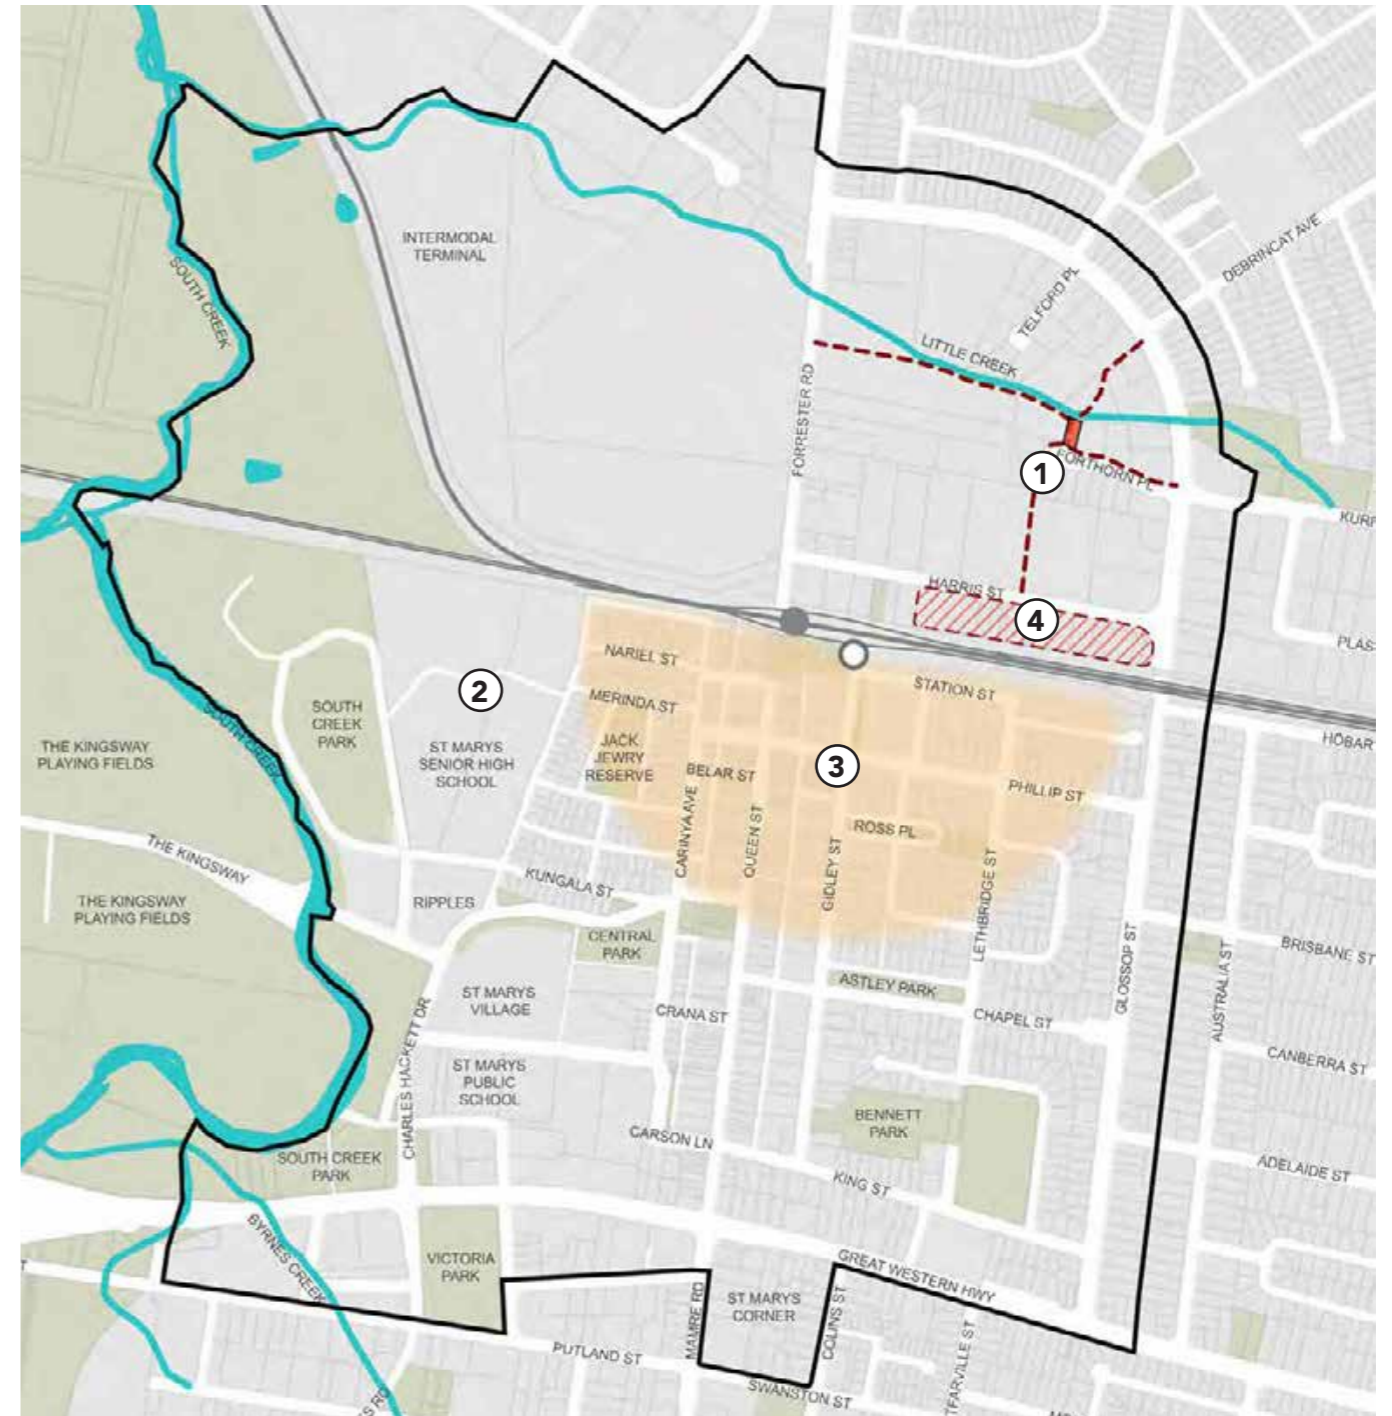 INTERMODAL
TERMINAL
SOUTH CREEK
DEBRINCAT AVE
TELFORD PL
LITTLE CREEK
FORRESTER RD
1
FORTHORN PL
HARRIS ST
4
NARIEL ST
STATION ST
2
MERINDA ST
SOUTH
CREEK
PARK
SOUTH CREEK
THE KINGSWAY
PLAYING FIELDS
ST MARYS
SENIOR HIGH
SCHOOL
JACK
JEWRY
RESERVE
BELAR ST
3
HOBAR
PLAS
PHILLIP ST
CARINYA AVE
QUEEN ST
ROSS PL
GIDLEY ST
THE KINGSWAY
THE KINGSWAY
PLAYING FIELDS
RIPPLES
KUNGALA ST
LETHBRIDGE ST
CENTRAL
PARK
GLOSSOP ST
AUSTRALIA ST
BRISBANE ST
ST MARYS
VILLAGE
ASTLEY PARK
CRANA ST
CHAPEL ST
CHARLES HACKETT DR
ST MARYS
PUBLIC
SCHOOL
CANBERRA ST
BENNETT
PARK
CARSON LN
SOUTH CREEK
PARK
KING ST
ADELAIDE ST
BYRNES CREEK
VICTORIA
PARK
GREAT WESTERN HWY
MAMRE RD
ST MARYS
CORNER
COLINS ST
PUTLAND ST
SWANSTON ST